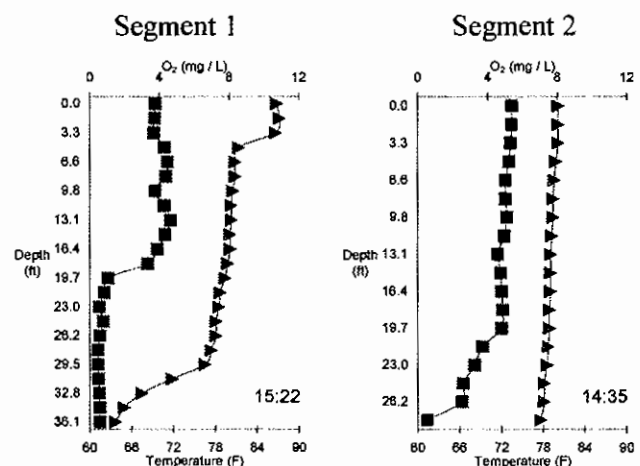 Segment 1
Segment 2
0 4 8 12
O₂ (mg / L)
0.0
3.3
6.6
9.8
13.1
16.4
19.7
23.0
26.2
29.5
32.8
36.1
Depth
(ft)
15:22
60 66 72 78 84 90
Temperature (F)
0 4 8 12
O₂ (mg / L)
0.0
3.3
6.6
9.8
13.1
16.4
19.7
23.0
26.2
Depth
(ft)
14:35
60 66 72 78 84 90
Temperature (F)